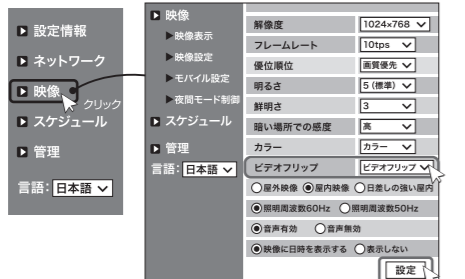 設定情報
ネットワーク
映像
クリック
スケジュール
管理
言語: 日本語
映像
▶映像表示
▶映像設定
▶モバイル設定
▶夜間モード制御
スケジュール
管理
言語: 日本語
解像度 1024×768
フレームレート 10tps
優位順位 画質優先
明るさ 5(標準)
鮮明さ 3
暗い場所での感度 高
カラー カラー
ビデオフリップ ビデオフリップ
屋外映像 屋内映像 日差しの強い屋内
照明周波数60Hz 照明周波数50Hz
音声有効 音声無効
映像に日時を表示する 表示しない
設定